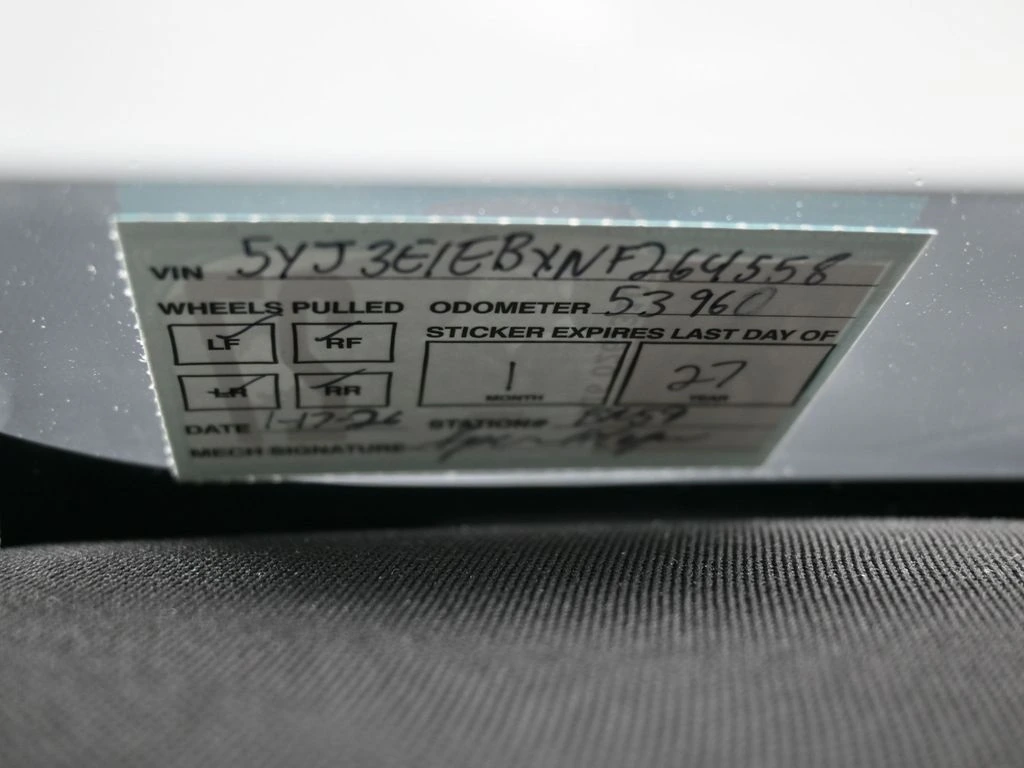 VIN 5YJ3E1EBXNF264558
WHEELS PULLED ODOMETER 53960
LF RF STICKER EXPIRES LAST DAY OF
1 27
MONTH YEAR
LR RR
DATE 1-17-26 STATION#
MECH SIGNATURE